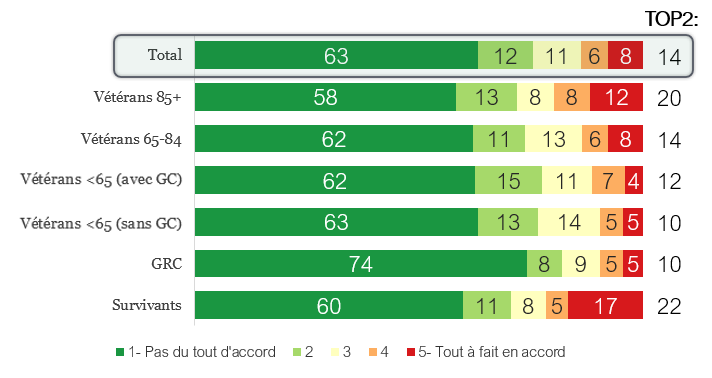 TOP2:
Total 63 12 11 6 8 14
Vétérans 85+ 58 13 8 8 12 20
Vétérans 65-84 62 11 13 6 8 14
Vétérans <65 (avec GC) 62 15 11 7 4 12
Vétérans <65 (sans GC) 63 13 14 5 5 10
GRC 74 8 9 5 5 10
Survivants 60 11 8 5 17 22
1- Pas du tout d'accord 2 3 4 5- Tout à fait en accord